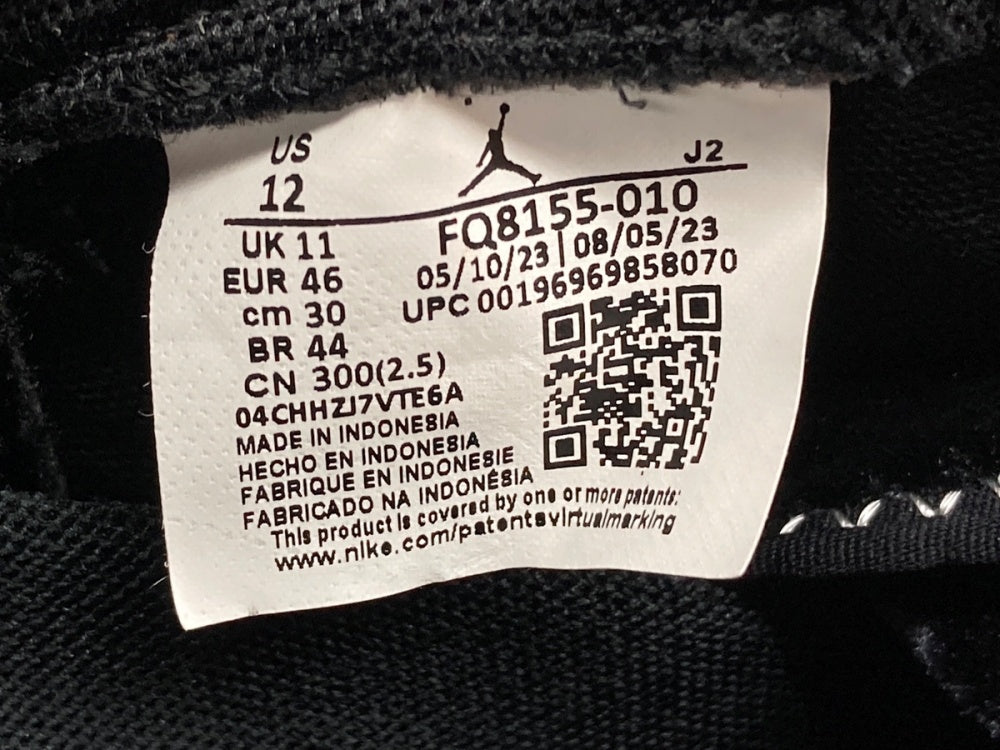 US
12
J2
FQ8155-010
05/10/23 | 08/05/23
UPC 00196969858070
UK 11
EUR 46
cm 30
BR 44
CN 300(2.5)
04CHHZJ7VTE6A
MADE IN INDONESIA
HECHO EN INDONESIA
FABRIQUE EN INDONESIE
FABRICADO NA INDONÉSIA
This product is covered by one or more patents:
www.nike.com/patentsvirtualmarking